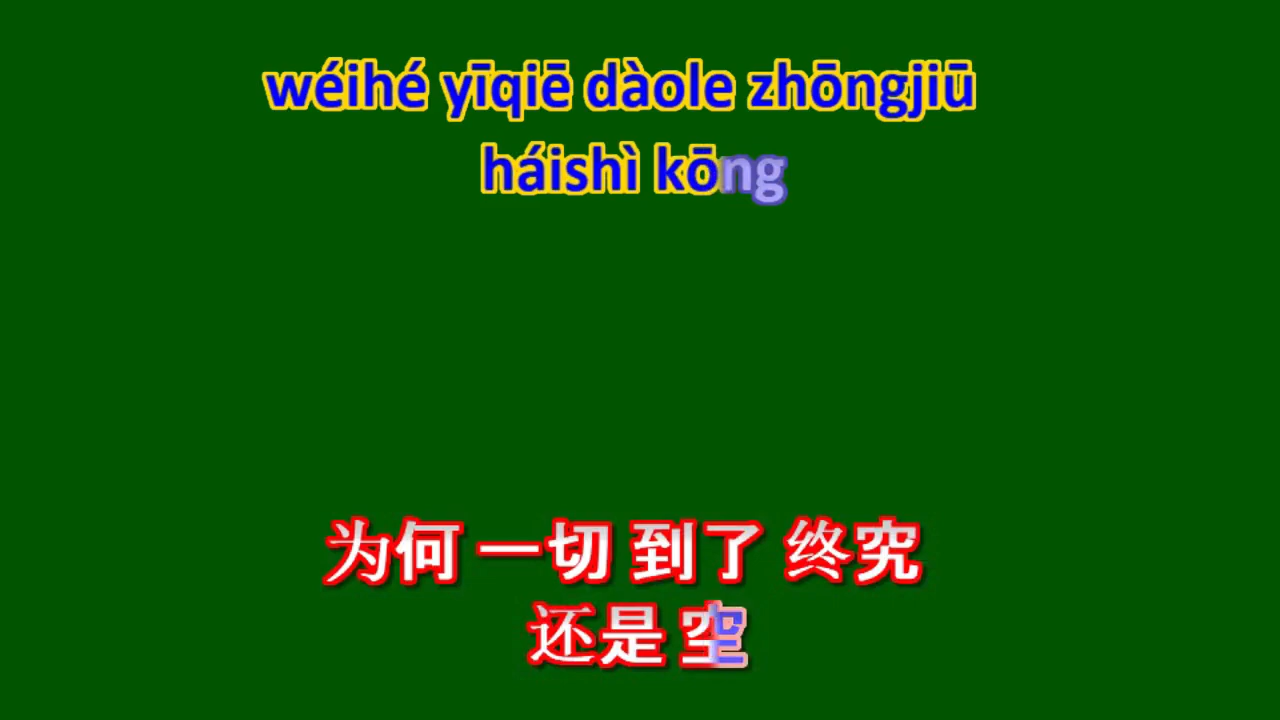 wéihé yīqiē dàole zhōngjiū
háishì kōng
为何 一切 到了 终究
还是 空